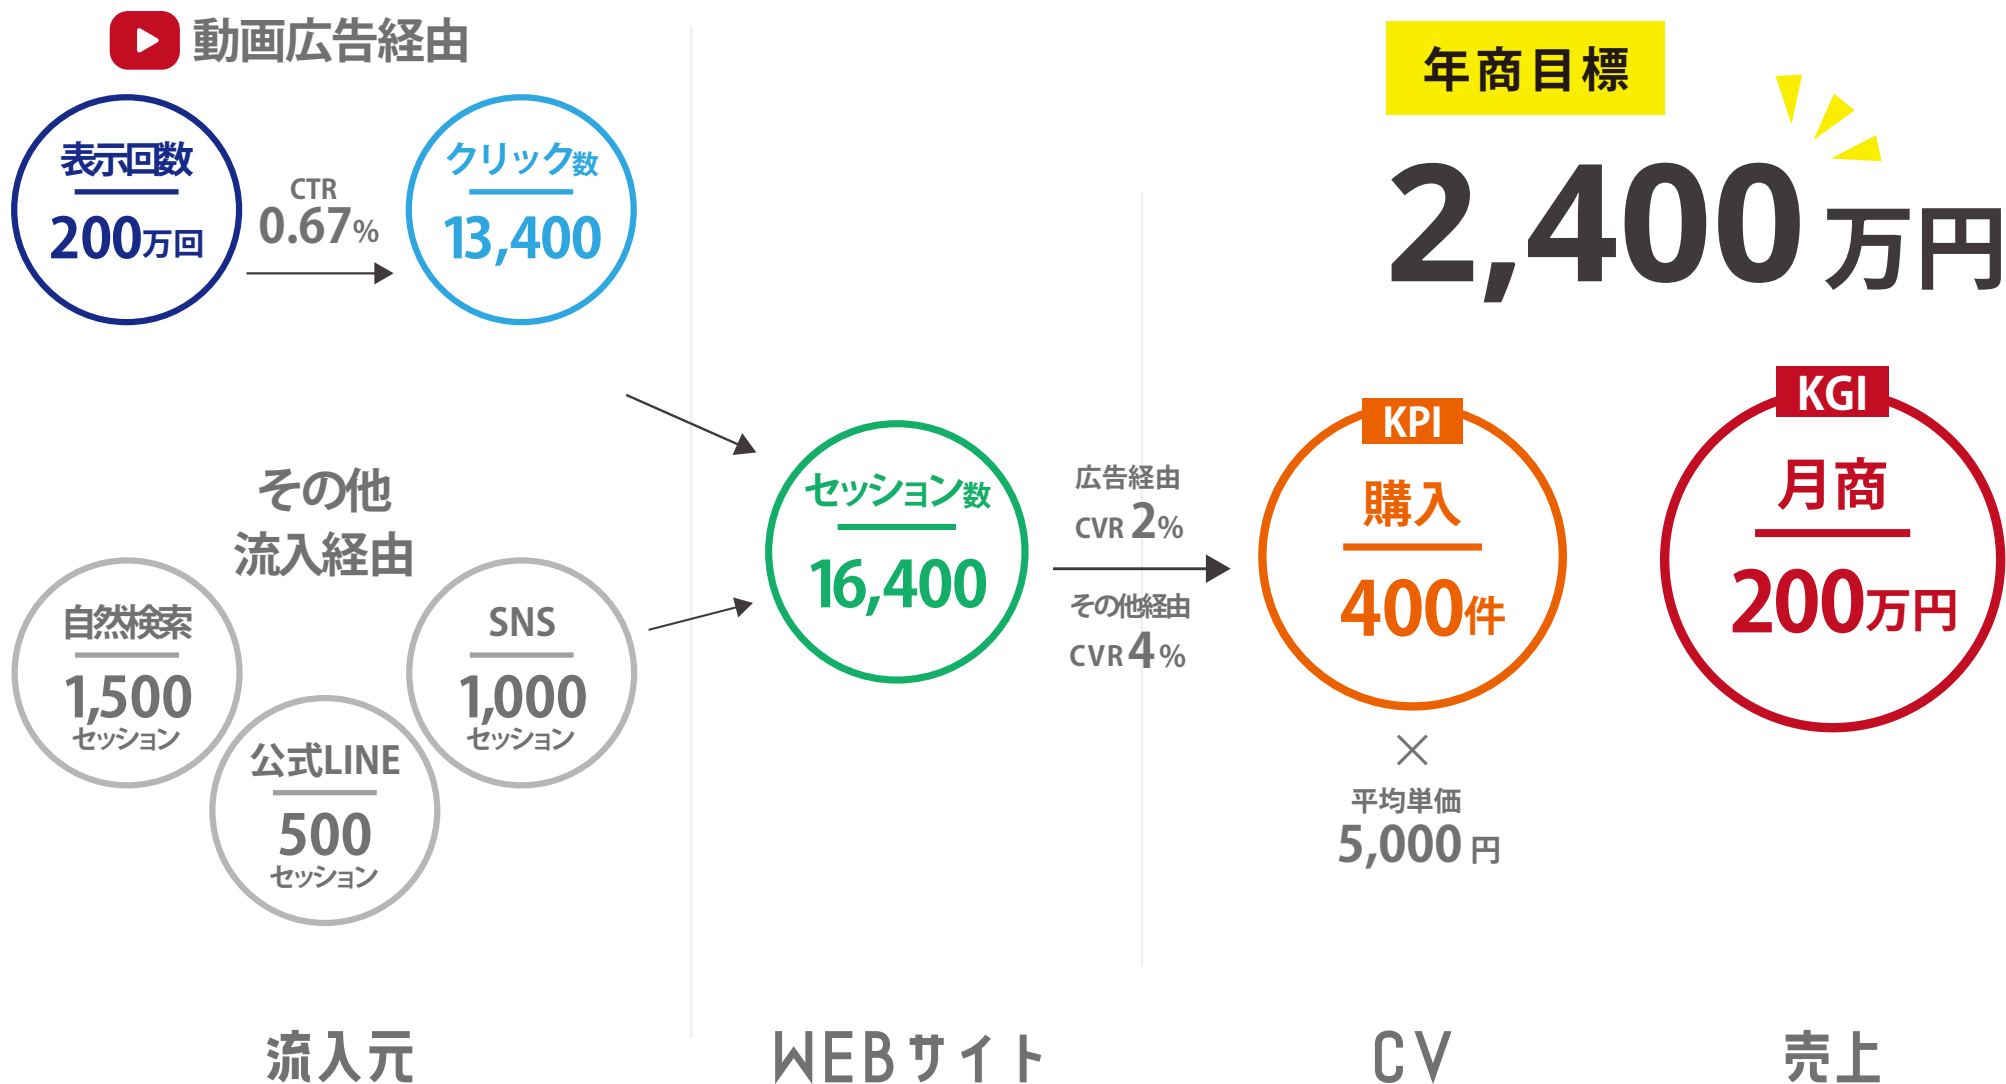 動画広告経由
表示回数
200万回
CTR
0.67%
クリック数
13,400
その他
流入経由
自然検索
1,500
セッション
SNS
1,000
セッション
公式LINE
500
セッション
流入元
セッション数
16,400
WEBサイト
広告経由
CVR 2%
その他経由
CVR 4%
年商目標
2,400万円
KPI
購入
400件
×
平均単価
5,000 円
CV
KGI
月商
200万円
売上